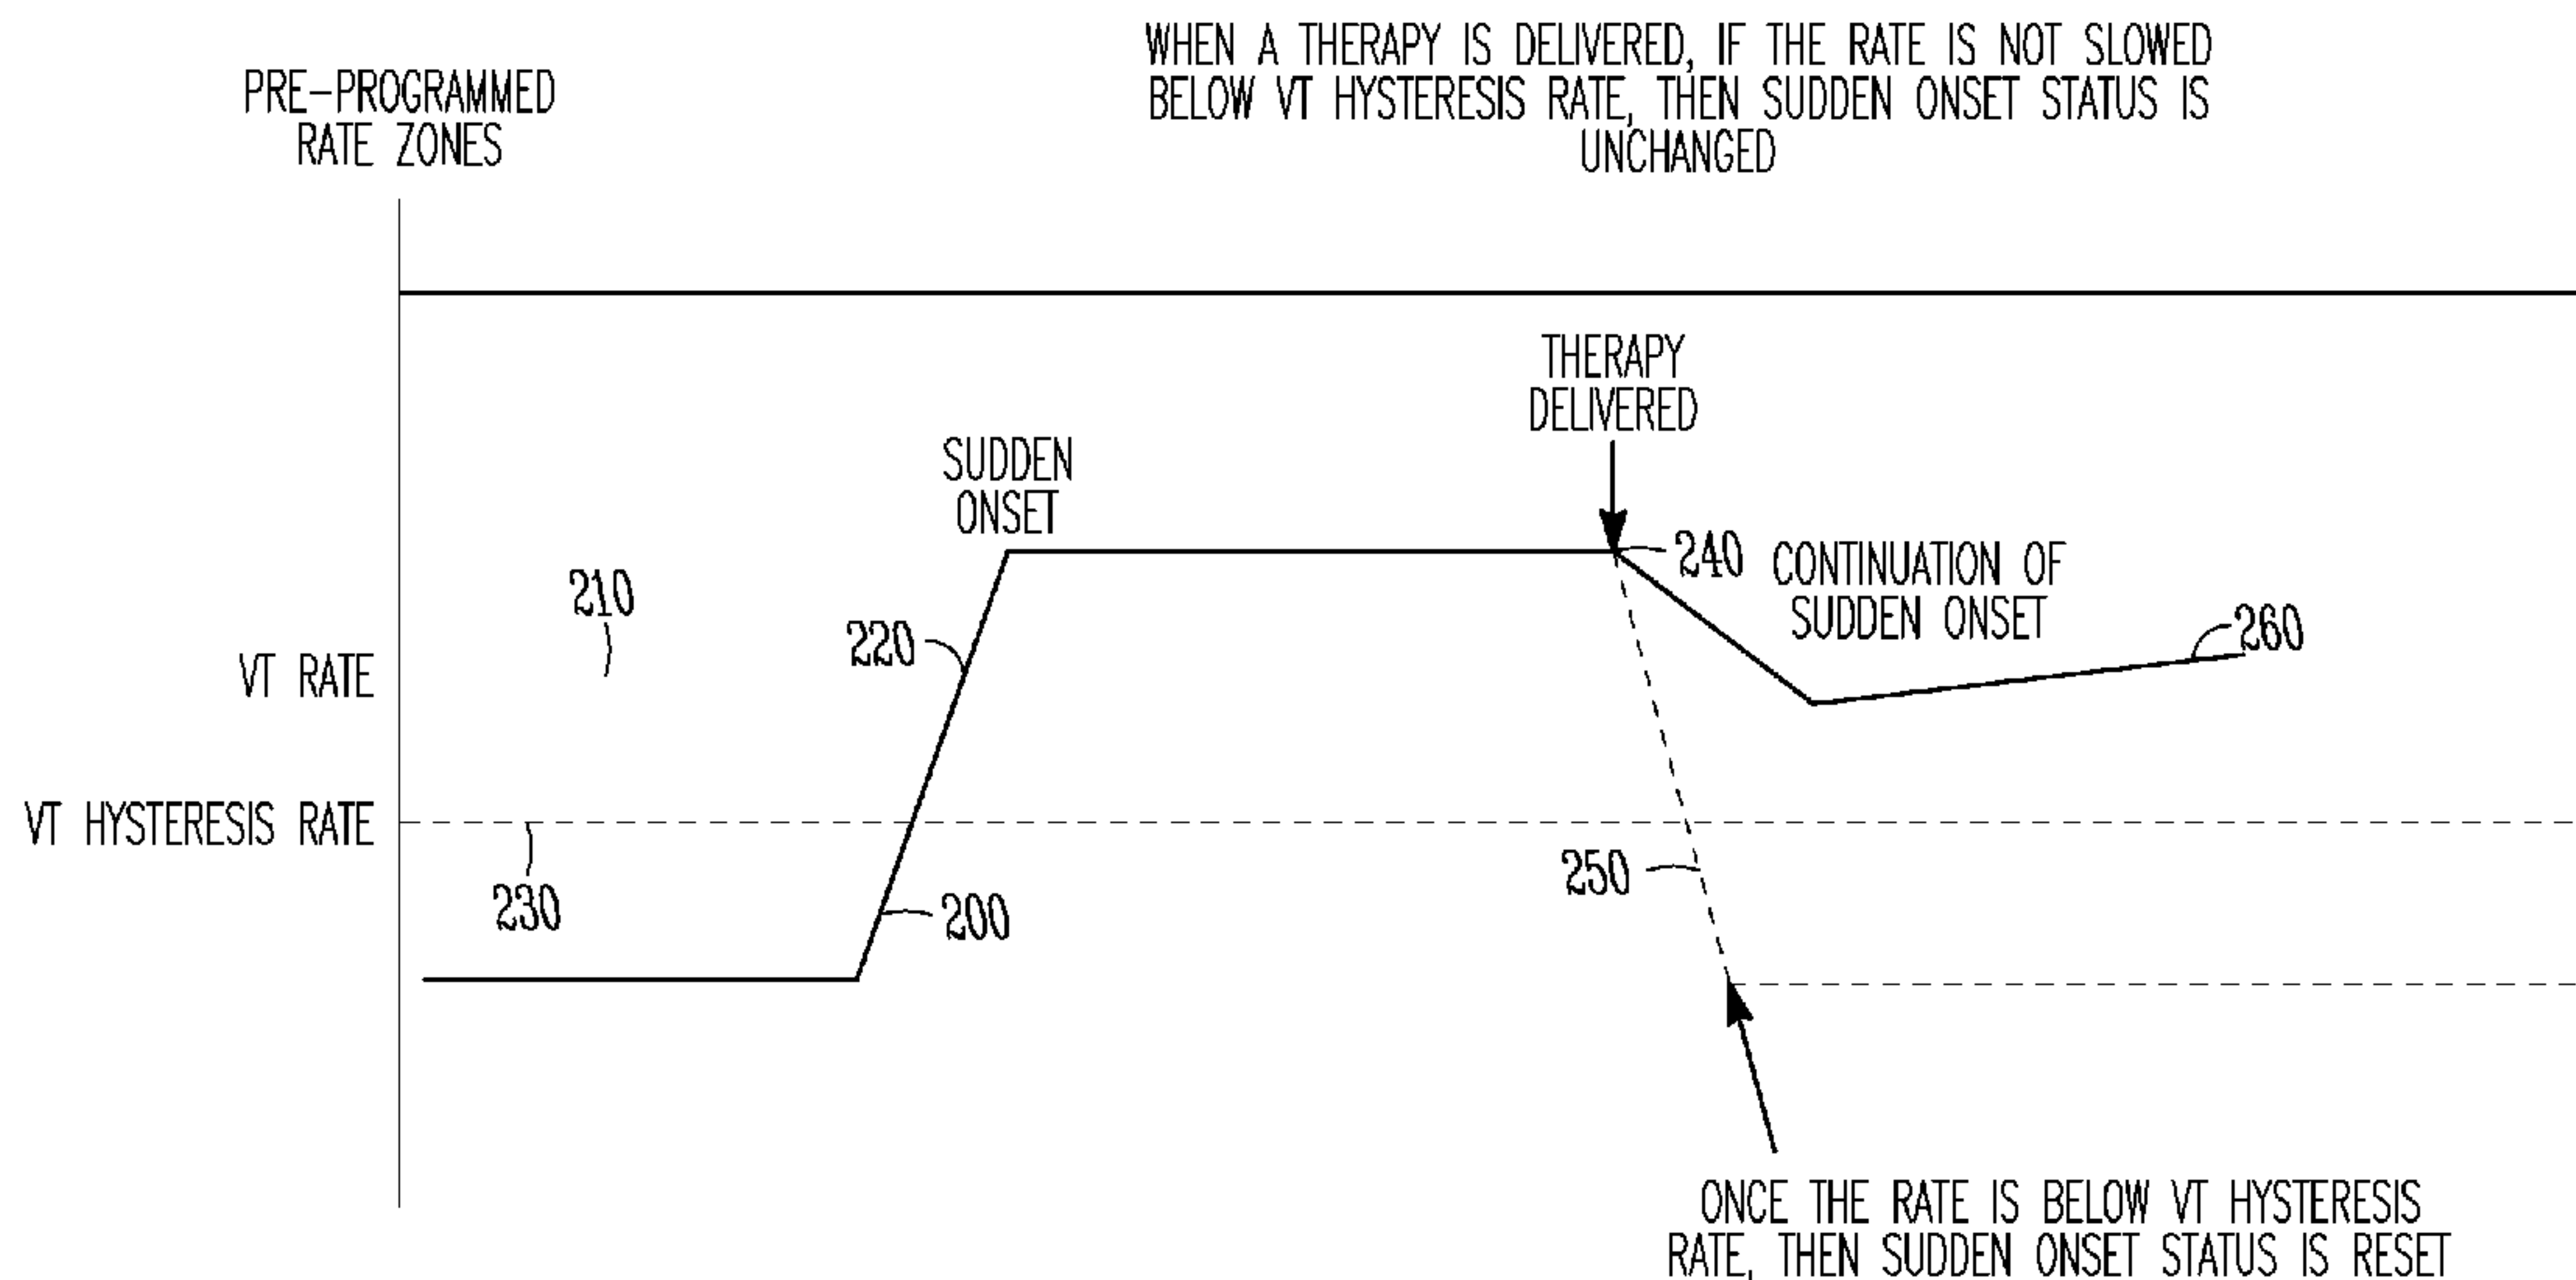 WHEN A THERAPY IS DELIVERED, IF THE RATE IS NOT SLOWED
BELOW VT HYSTERESIS RATE, THEN SUDDEN ONSET STATUS IS
UNCHANGED
PRE-PROGRAMMED
RATE ZONES
THERAPY
DELIVERED
SUDDEN
ONSET
240
CONTINUATION OF
SUDDEN ONSET
210
220
260
VT RATE
VT HYSTERESIS RATE
230
200
250
ONCE THE RATE IS BELOW VT HYSTERESIS
RATE, THEN SUDDEN ONSET STATUS IS RESET